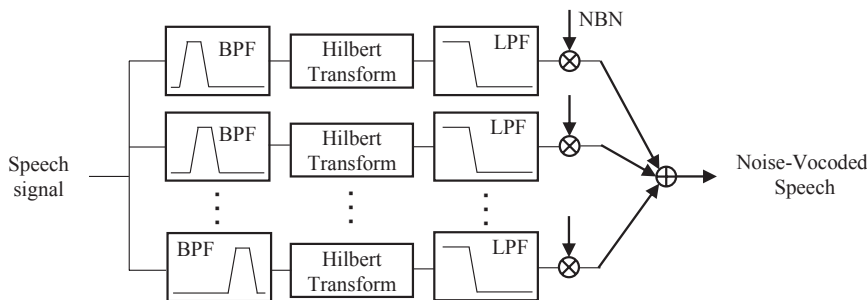 NBN
BPF
Hilbert
Transform
LPF
BPF
Hilbert
Transform
LPF
Speech
signal
Noise-Vocoded
Speech
BPF
Hilbert
Transform
LPF